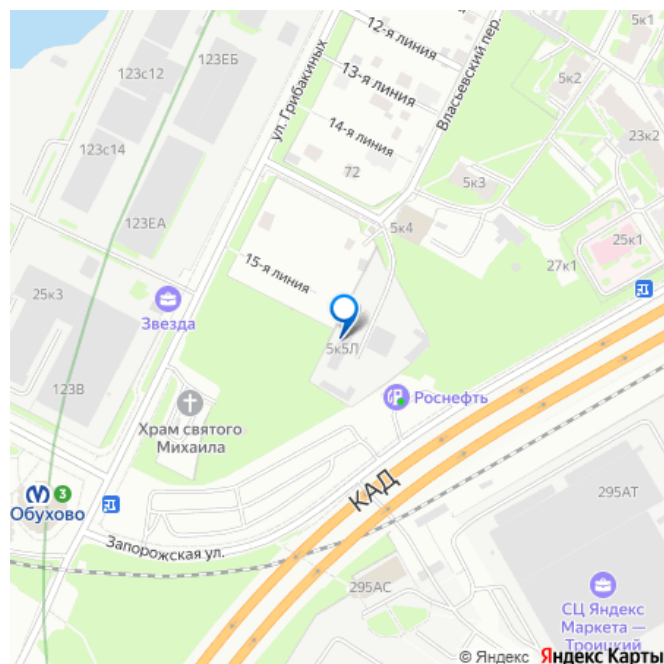 12-я линия
5к1
123ЕБ
123с12
5к2
13-я линия
Власьевский пер.
ул. Грибакиных
14-я линия
23к2
123с14
72
5к3
123ЕА
5к4
25к1
15-я линия
27к1
25к3
Звезда
5к5Л
123В
Роснефть
Храм святого
Михаила
КАД
3
Обухово
295АТ
Запорожская ул.
295АС
СЦ Яндекс
Маркета —
Троицкий
© Яндекс Яндекс Карты